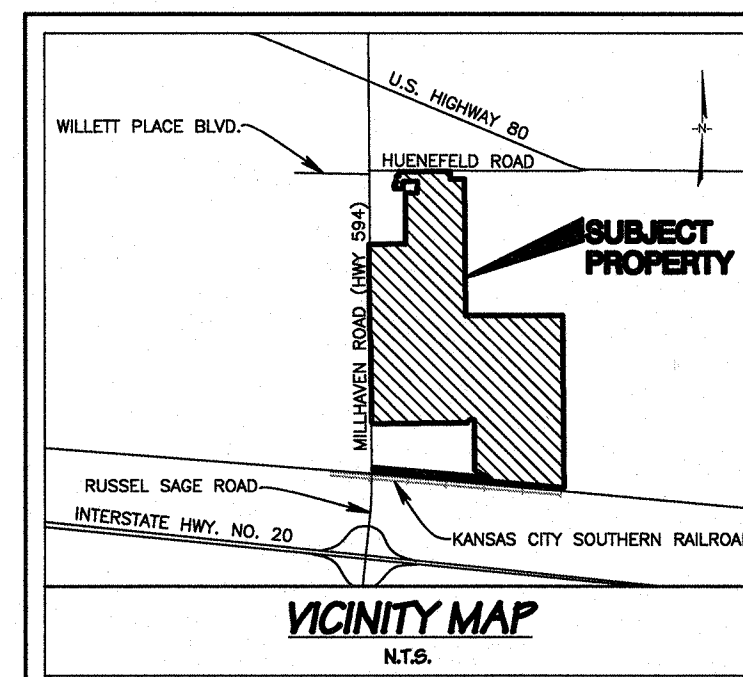 U.S. HIGHWAY 80
WILLETT PLACE BLVD.
HUENEFELD ROAD
-N-
MILLHAVEN ROAD (HWY 594)
SUBJECT
PROPERTY
RUSSEL SAGE ROAD
INTERSTATE HWY. NO. 20
KANSAS CITY SOUTHERN RAILROA
VICINITY MAP
N.T.S.